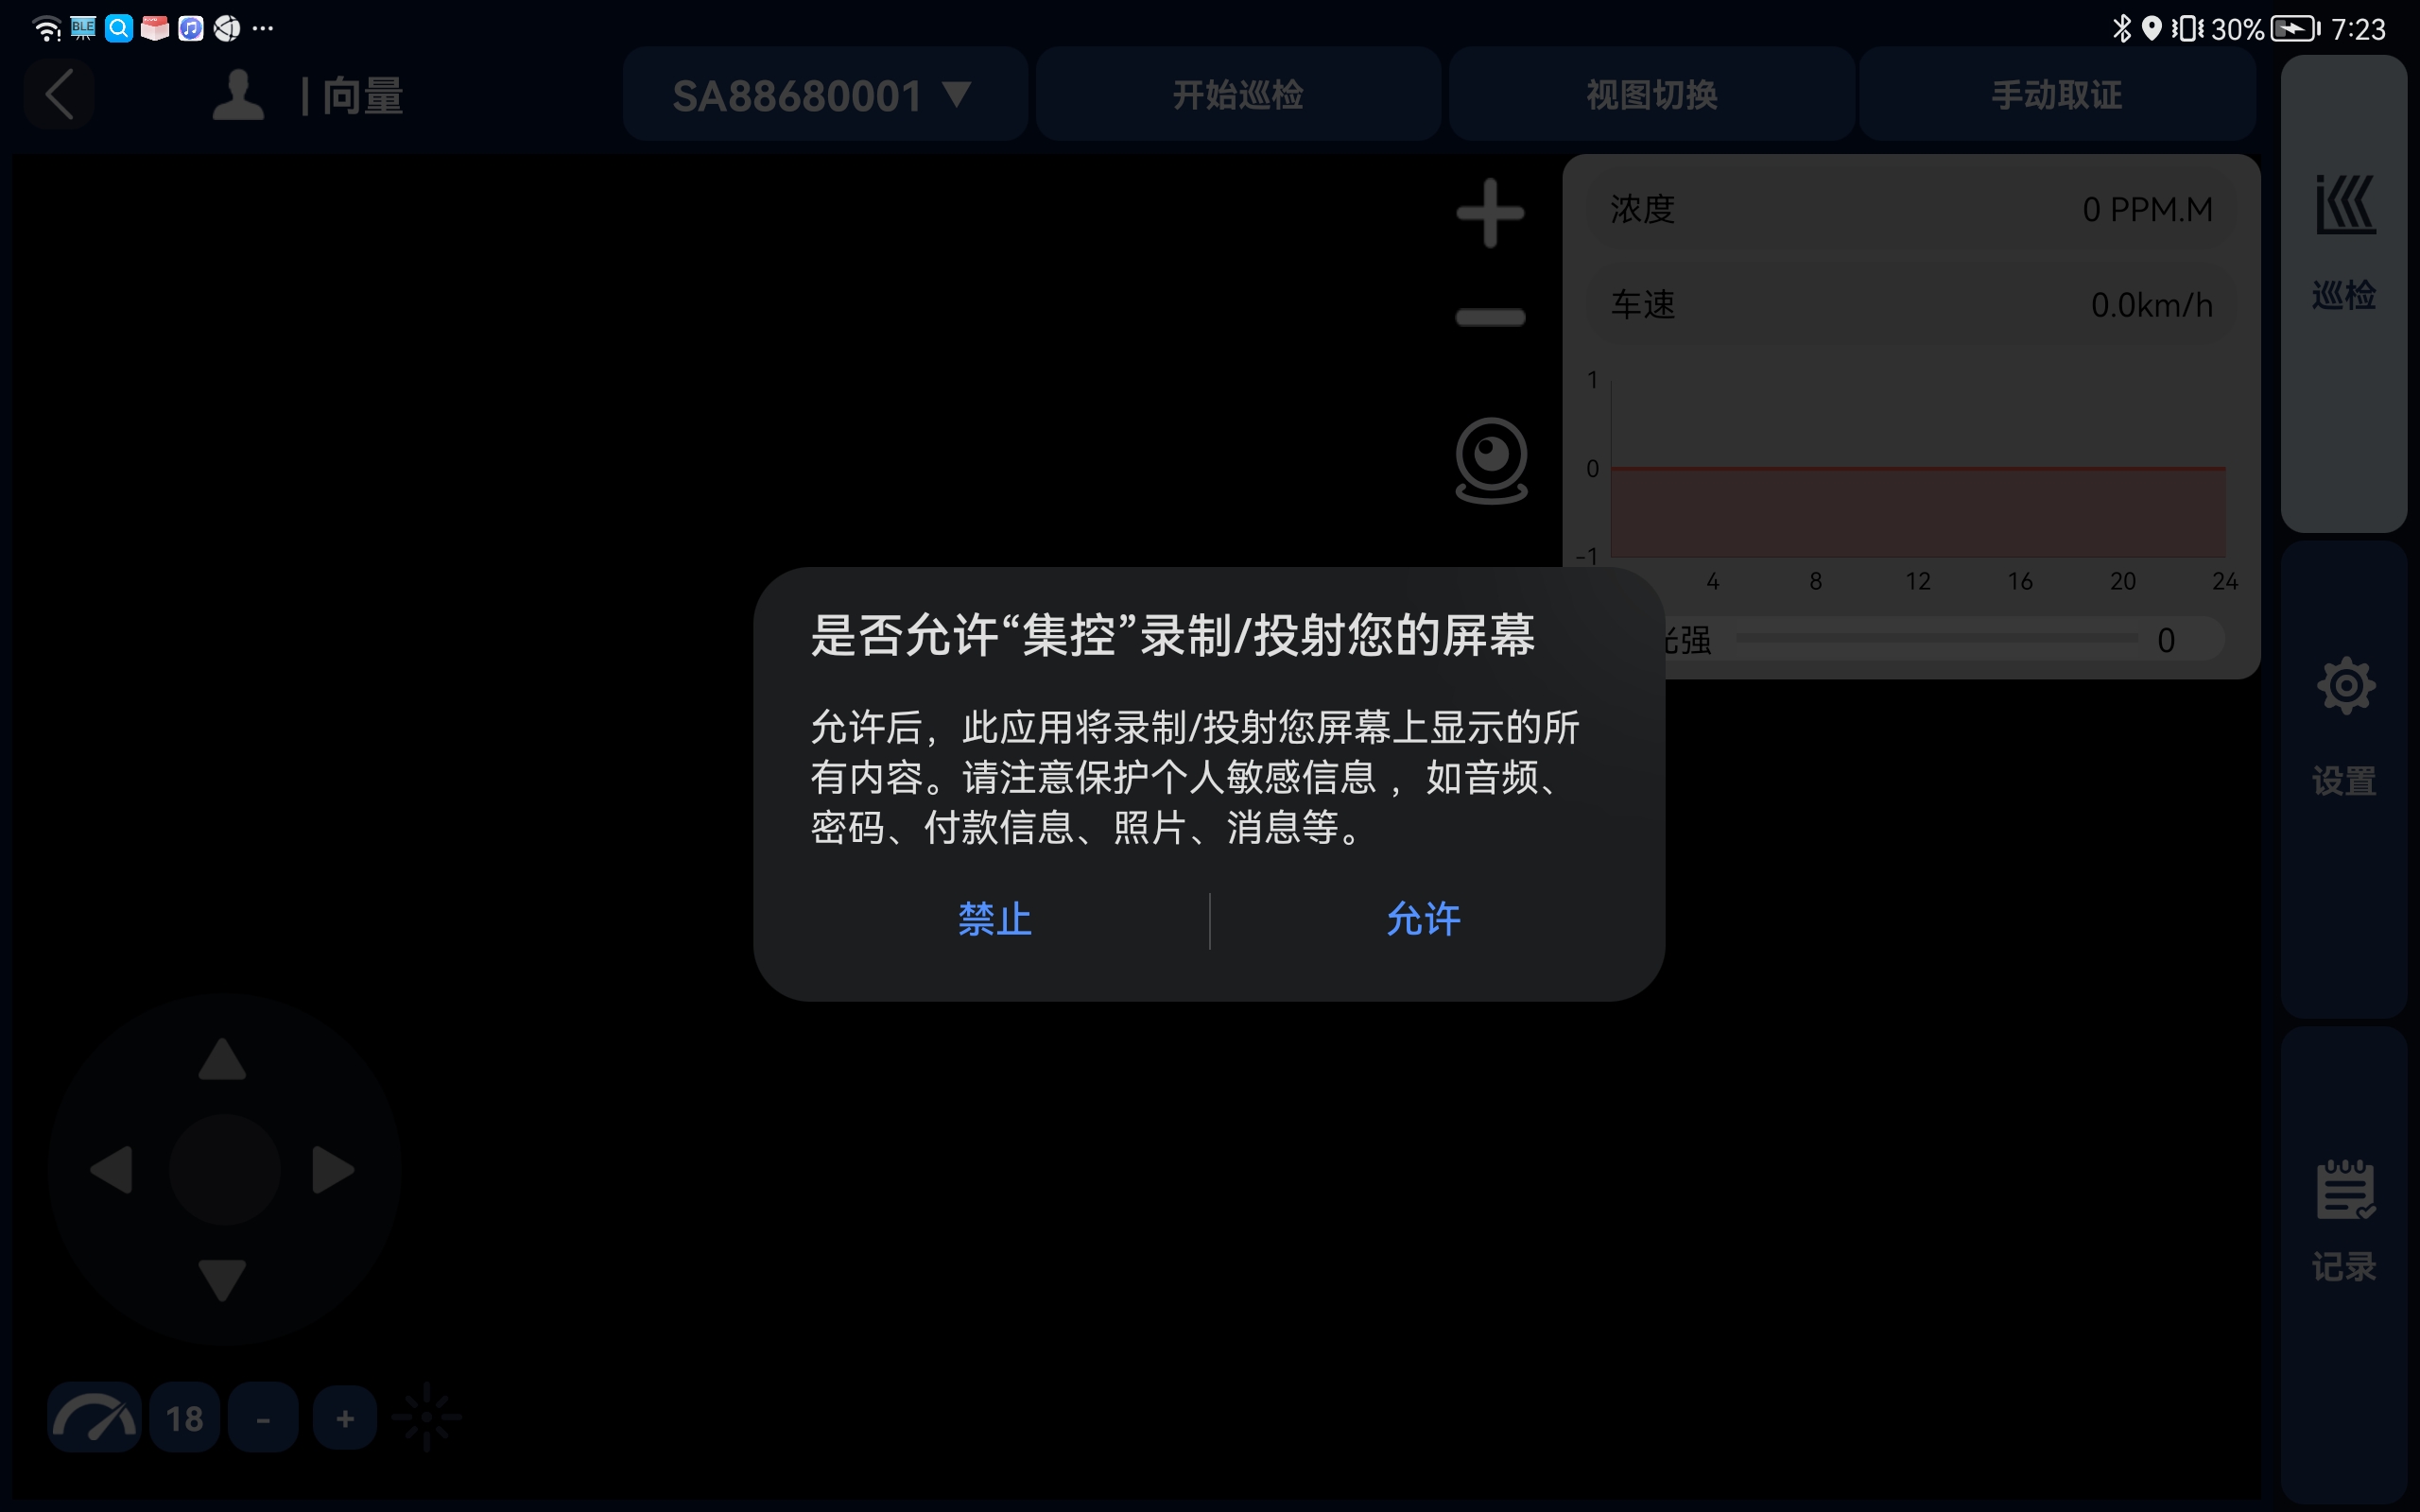 BLE
30%
7:23
|向量
SA88680001 ▼
开始巡检
视图切换
手动取证
浓度
0 PPM.M
车速
0.0km/h
1
0
-1
4 8 12 16 20 24
光强
0
巡检
设置
记录
是否允许“集控”录制/投射您的屏幕
允许后，此应用将录制/投射您屏幕上显示的所
有内容。请注意保护个人敏感信息 ，如音频、
密码、付款信息、照片、消息等。
禁止
允许
18
-
+